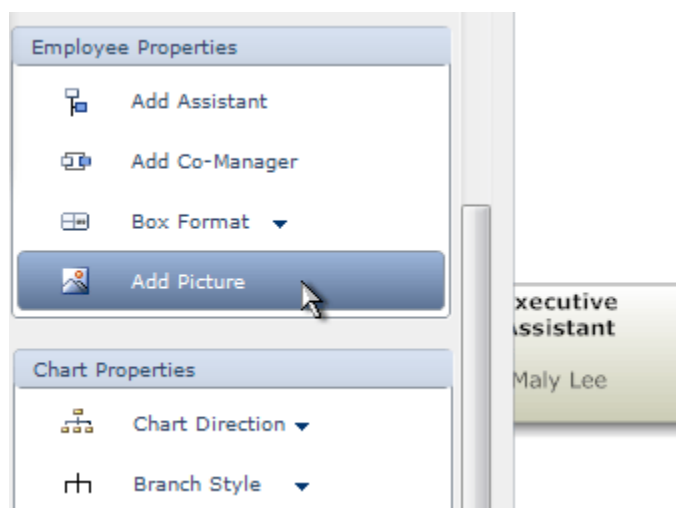 Employee Properties
Add Assistant
Add Co-Manager
Box Format
Add Picture
Chart Properties
Chart Direction
Branch Style
xecutive
ssistant
Maly Lee